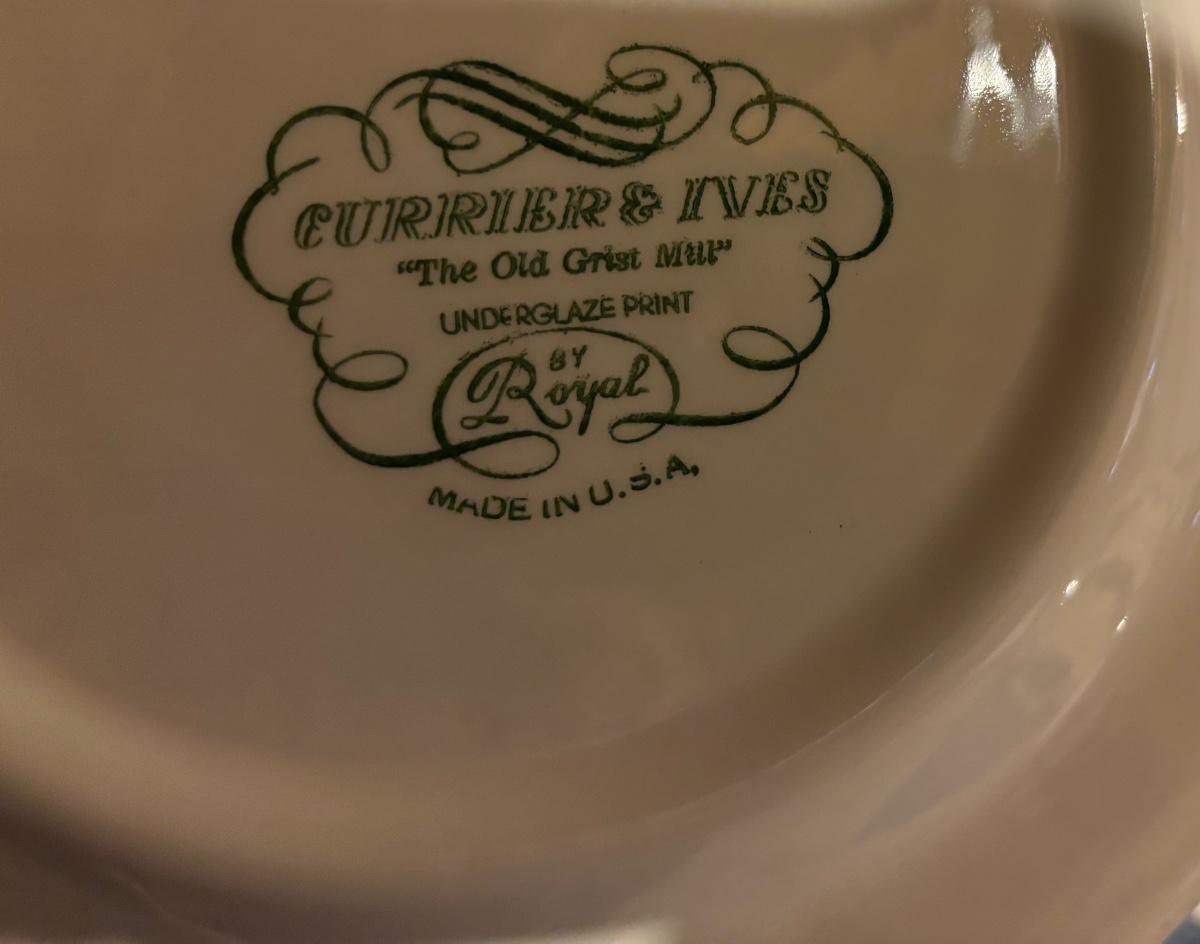 CURRIER & IVES
“The Old Grist Mill”
UNDERGLAZE PRINT
BY
Royal
MADE IN U.S.A.